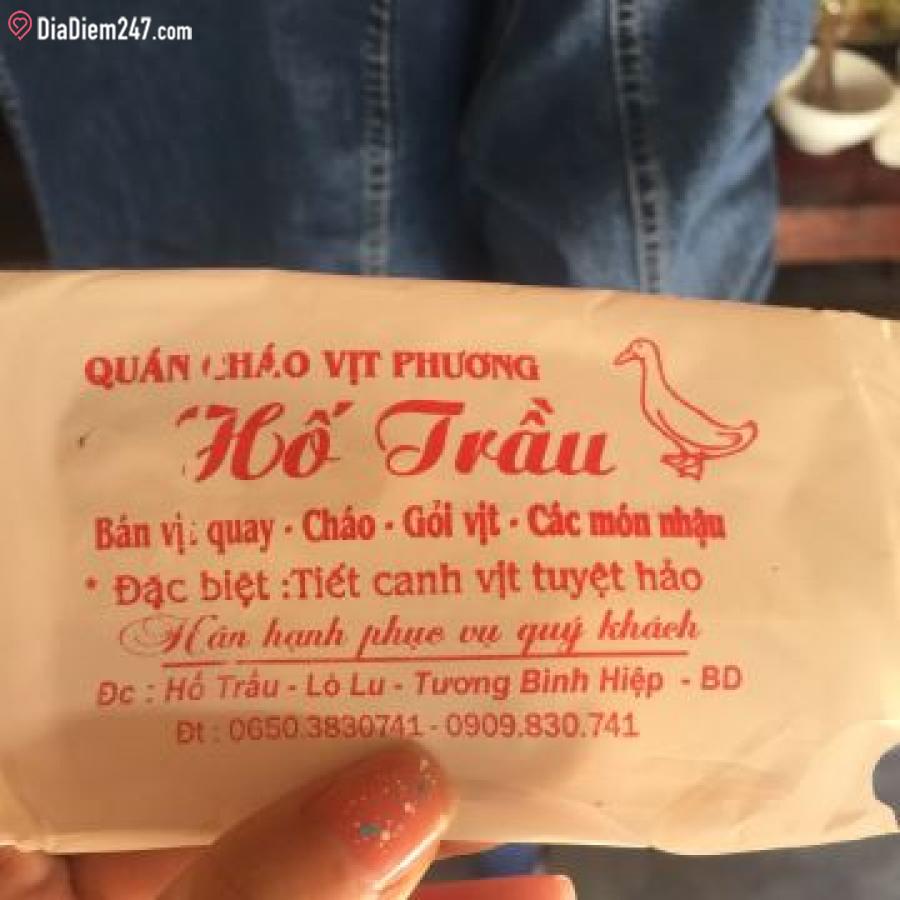 DiaDiem247.com
QUÁN CHÁO VỊT PHƯƠNG
Hố Trầu
Bán vịt quay - Cháo - Gỏi vịt - Các món nhậu
* Đặc biệt :Tiết canh vịt tuyệt hảo
Hân hạnh phục vụ quý khách
Đc : Hố Trầu - Lò Lu - Tương Bình Hiệp - BD
Đt : 0650.3830741 - 0909.830.741